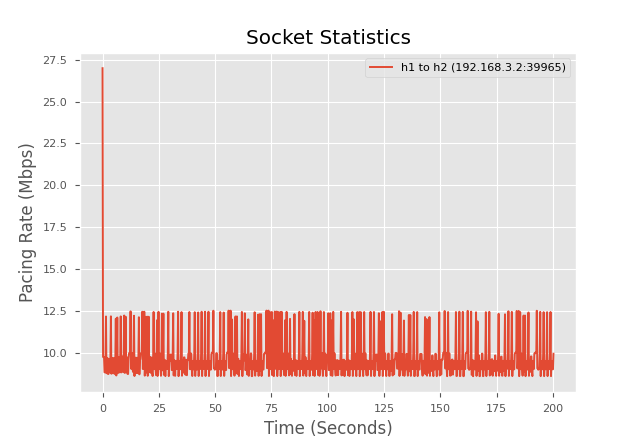 Socket Statistics
h1 to h2 (192.168.3.2:39965)
27.5
25.0
22.5
20.0
17.5
15.0
12.5
10.0
Pacing Rate (Mbps)
0 25 50 75 100 125 150 175 200
Time (Seconds)